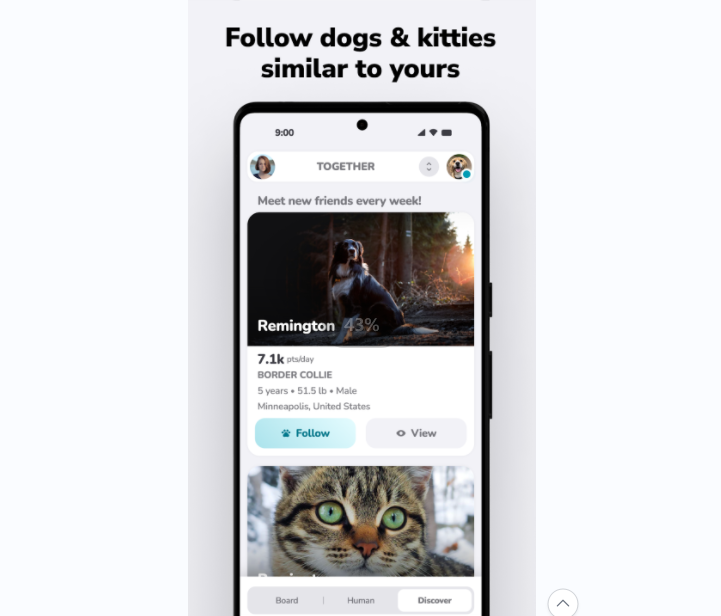 Follow dogs & kitties
similar to yours
9:00
TOGETHER
Meet new friends every week!
Remington 43%
7.1k pts/day
BORDER COLLIE
5 years • 51.5 lb • Male
Minneapolis, United States
Follow View
Board | Human Discover